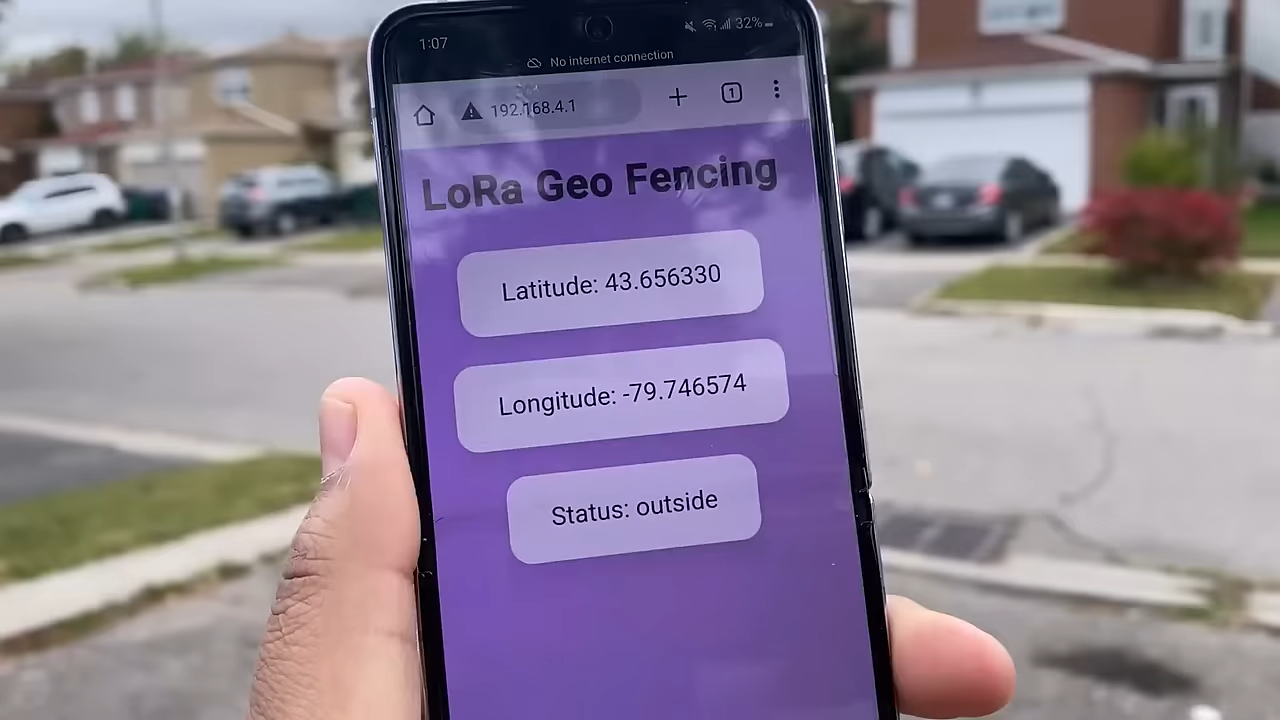 1:07
32%
No internet connection
192.168.4.1
1
LoRa Geo Fencing
Latitude: 43.656330
Longitude: -79.746574
Status: outside